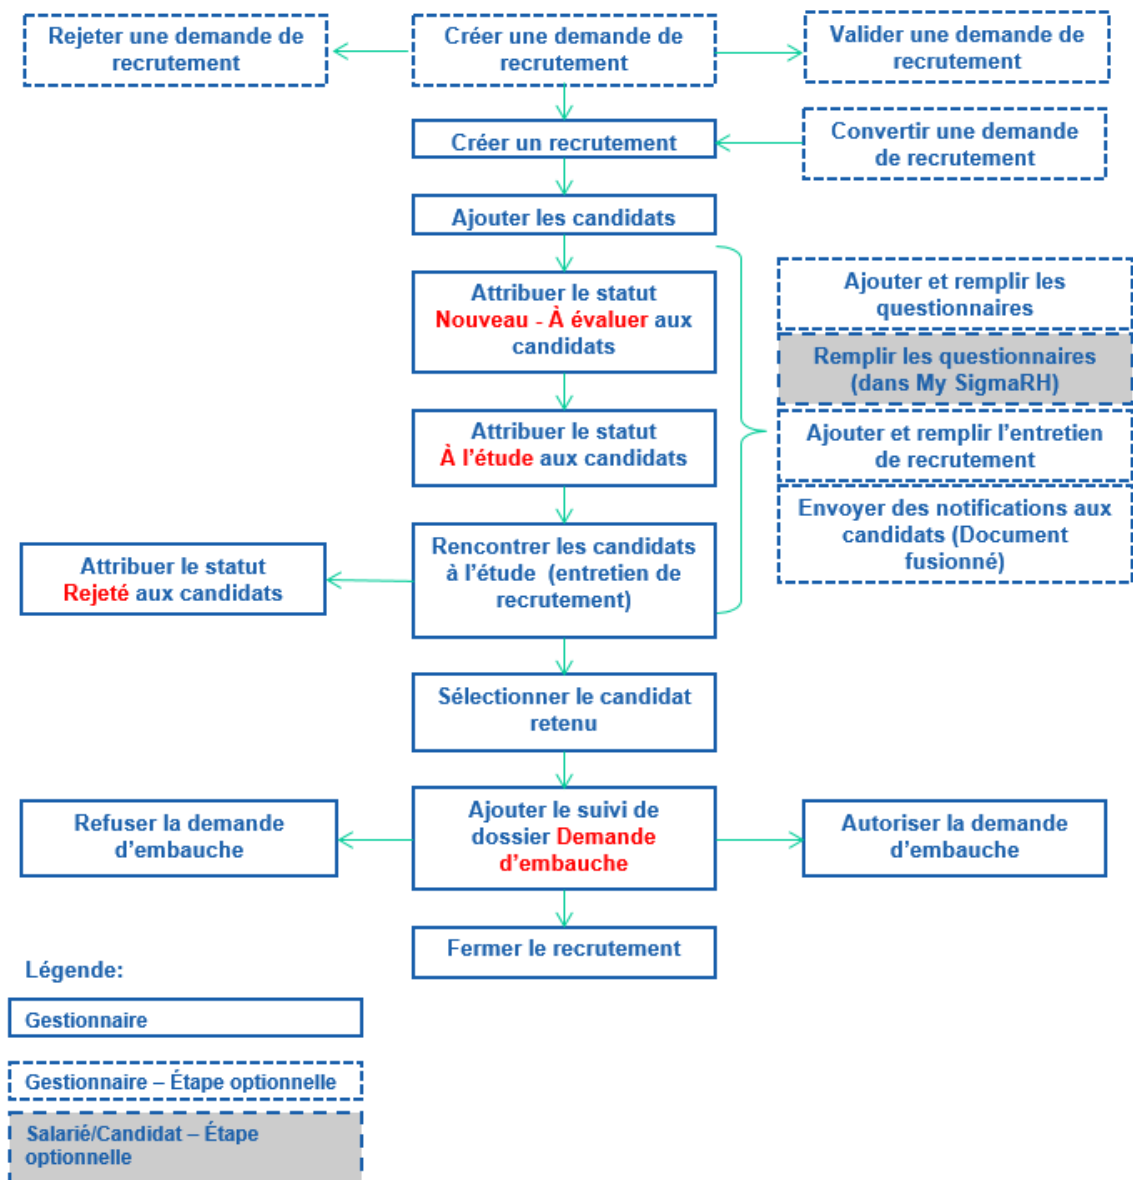 Rejeter une demande de
recrutement
Créer une demande de
recrutement
Valider une demande de
recrutement
Créer un recrutement
Convertir une demande
de recrutement
Ajouter les candidats
Attribuer le statut
Nouveau - À évaluer aux
candidats
Ajouter et remplir les
questionnaires
Remplir les questionnaires
(dans My SigmaRH)
Attribuer le statut
À l'étude aux candidats
Ajouter et remplir l'entretien
de recrutement
Envoyer des notifications aux
candidats (Document
fusionné)
Rencontrer les candidats
à l'étude (entretien de
recrutement)
Attribuer le statut
Rejeté aux candidats
Sélectionner le candidat
retenu
Refuser la demande
d'embauche
Ajouter le suivi de
dossier Demande
d'embauche
Autoriser la demande
d'embauche
Fermer le recrutement
Légende:
Gestionnaire
Gestionnaire – Étape optionnelle
Salarié/Candidat – Étape
optionnelle